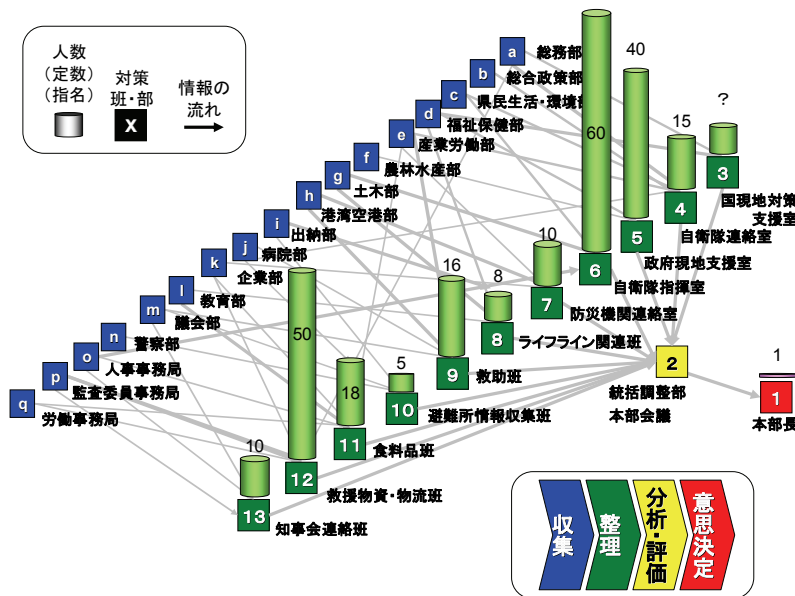 人数
(定数)
(指名)
対策
班・部
X
情報の
流れ
a
総務部
b
総合政策部
c
県民生活・環境部
d
福祉保健部
e
産業労働部
f
農林水産部
g
土木部
h
港湾空港部
i
出納部
j
病院部
k
企業部
l
教育部
m
議会部
n
警察部
o
人事事務局
p
監査委員事務局
q
労働事務局
?
3
国現地対策
支援室
15
4
自衛隊連絡室
40
5
政府現地支援室
60
6
自衛隊指揮室
10
7
防災機関連絡室
8
8
ライフライン関連班
16
9
救助班
5
10
避難所情報収集班
18
11
食料品班
50
12
救援物資・物流班
10
13
知事会連絡班
2
統括調整部
本部会議
1
1
本部長
収集
整理
分析・評価
意思決定